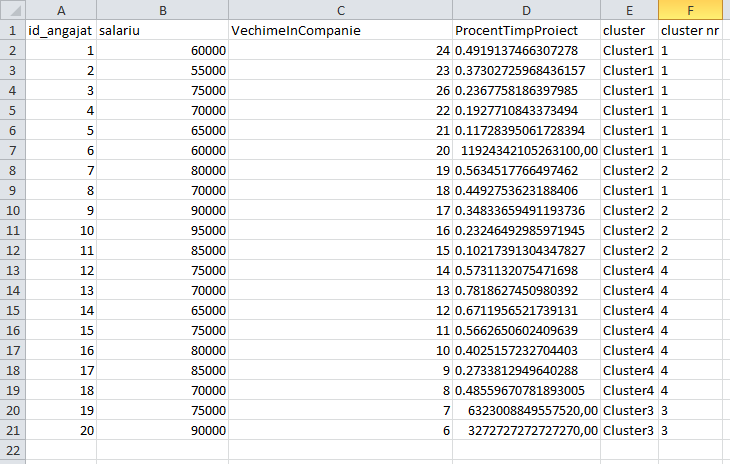 A B C D E F
1 id_angajat salariu VechimeInCompanie ProcentTimpProiect cluster cluster nr
2 1 60000 24 0.4919137466307278 Cluster1 1
3 2 55000 23 0.37302725968436157 Cluster1 1
4 3 75000 26 0.2367758186397985 Cluster1 1
5 4 70000 22 0.1927710843373494 Cluster1 1
6 5 65000 21 0.11728395061728394 Cluster1 1
7 6 60000 20 11924342105263100,00 Cluster1 1
8 7 80000 19 0.5634517766497462 Cluster2 2
9 8 70000 18 0.4492753623188406 Cluster1 1
10 9 90000 17 0.34833659491193736 Cluster2 2
11 10 95000 16 0.23246492985971945 Cluster2 2
12 11 85000 15 0.10217391304347827 Cluster2 2
13 12 75000 14 0.5731132075471698 Cluster4 4
14 13 70000 13 0.7818627450980392 Cluster4 4
15 14 65000 12 0.6711956521739131 Cluster4 4
16 15 75000 11 0.5662650602409639 Cluster4 4
17 16 80000 10 0.4025157232704403 Cluster4 4
18 17 85000 9 0.2733812949640288 Cluster4 4
19 18 70000 8 0.48559670781893005 Cluster4 4
20 19 75000 7 6323008849557520,00 Cluster3 3
21 20 90000 6 3272727272727270,00 Cluster3 3
22